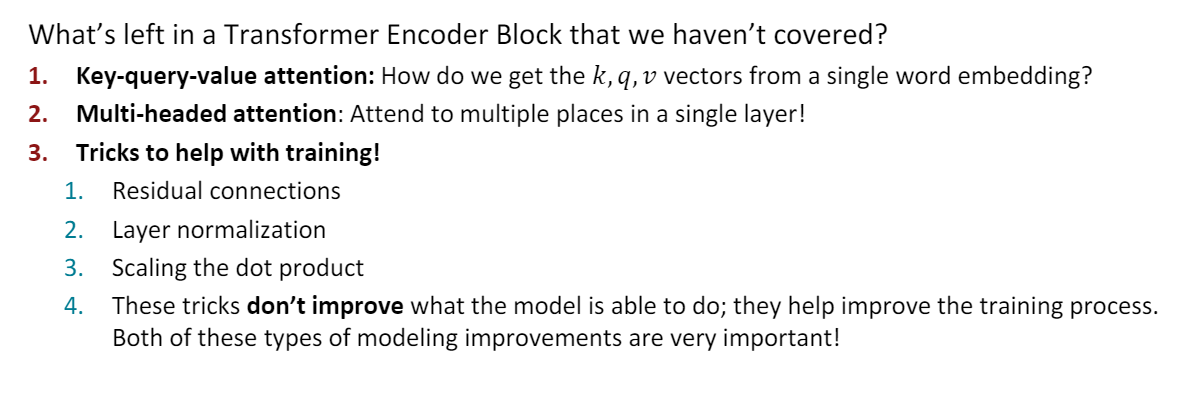 What’s left in a Transformer Encoder Block that we haven’t covered?
1. Key-query-value attention: How do we get the k, q, v vectors from a single word embedding?
2. Multi-headed attention: Attend to multiple places in a single layer!
3. Tricks to help with training!
1. Residual connections
2. Layer normalization
3. Scaling the dot product
4. These tricks don’t improve what the model is able to do; they help improve the training process.
Both of these types of modeling improvements are very important!